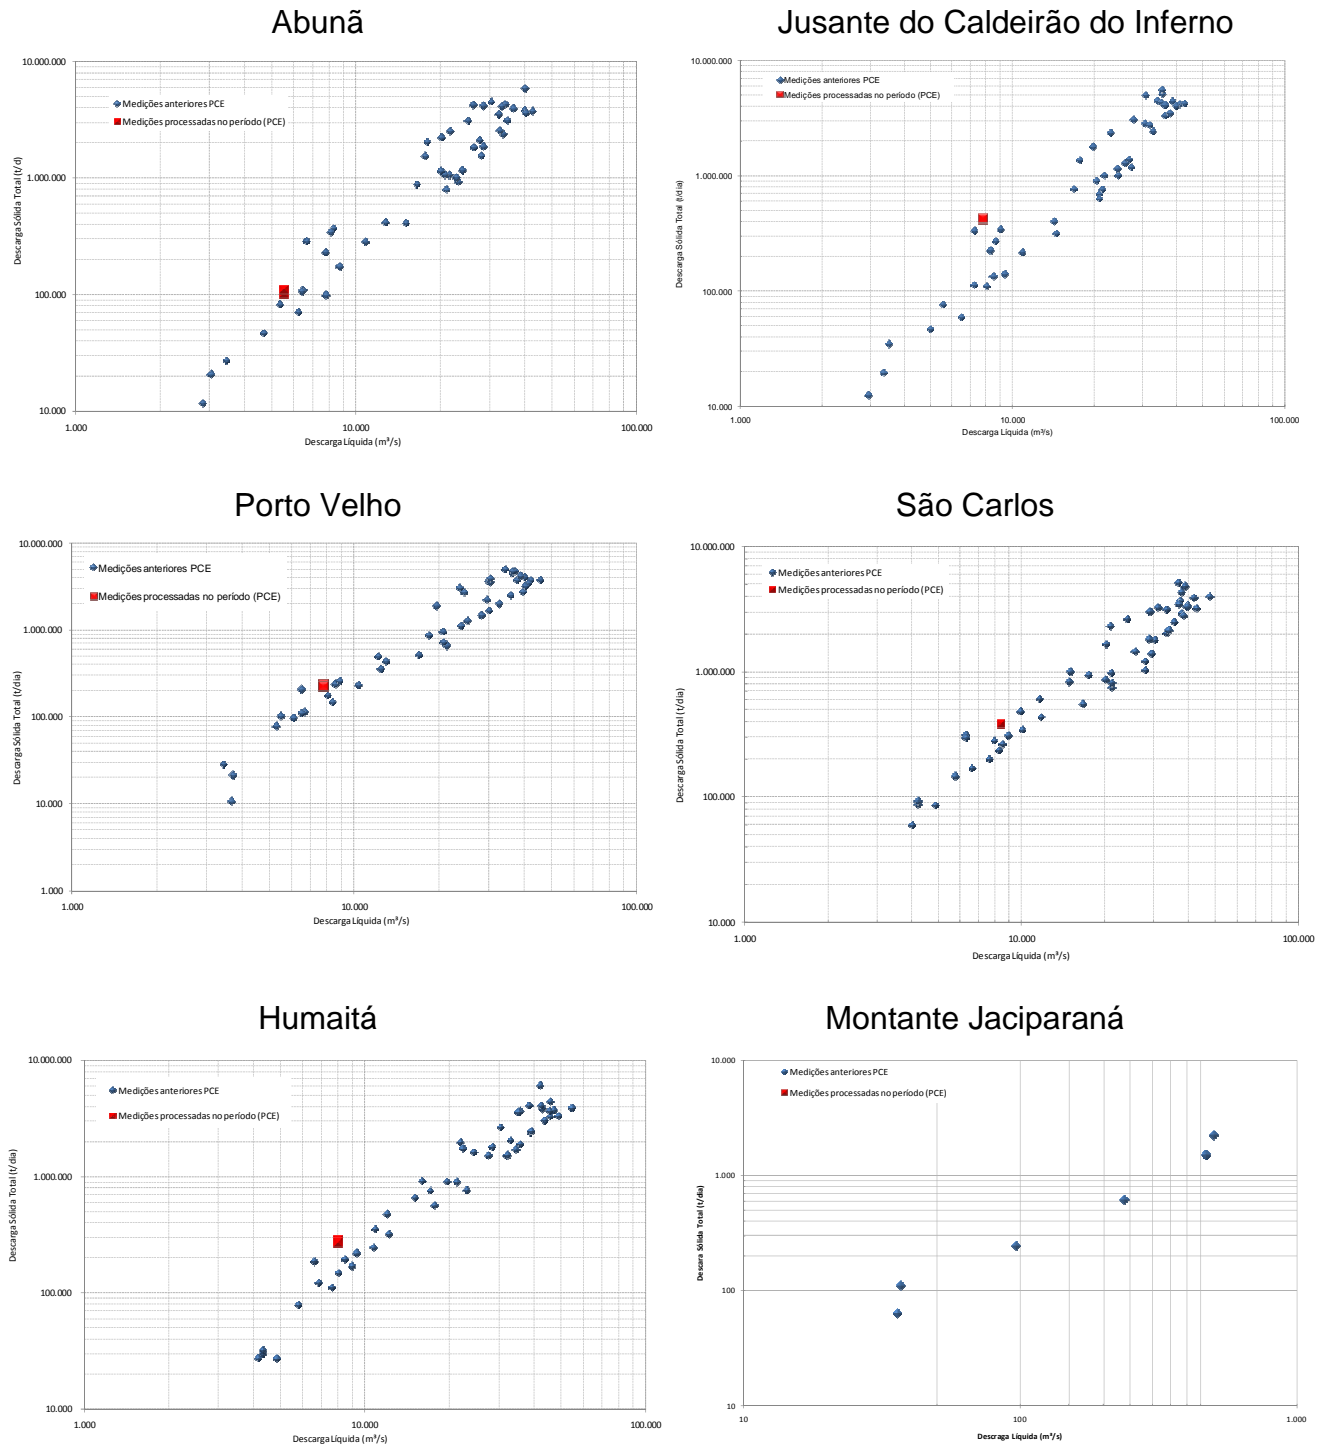 Abunã
10.000.000
1.000.000
100.000
10.000
Descarga Sólida Total (t/d)
Medições anteriores PCE
Medições processadas no período (PCE)
1.000
10.000
100.000
Descarga Líquida (m³/s)
Jusante do Caldeirão do Inferno
10.000.000
1.000.000
100.000
10.000
Descarga Sólida Total (t/dia)
Medições anteriores PCE
Medições processadas no período (PCE)
1.000
10.000
100.000
Descarga Líquida (m³/s)
Porto Velho
10.000.000
1.000.000
100.000
10.000
1.000
Descarga Sólida Total (t/dia)
Medições anteriores PCE
Medições processadas no período (PCE)
1.000
10.000
100.000
Descarga Líquida (m³/s)
São Carlos
10.000.000
1.000.000
100.000
10.000
Descarga Sólida Total (t/dia)
Medições anteriores PCE
Medições processadas no período (PCE)
1.000
10.000
100.000
Descarga Líquida (m³/s)
Humaitá
10.000.000
1.000.000
100.000
10.000
Descarga Sólida Total (t/dia)
Medições anteriores PCE
Medições processadas no período (PCE)
1.000
10.000
100.000
Descarga Líquida (m³/s)
Montante Jaciparaná
10.000
1.000
100
10
Descara Sólida Total (t/dia)
Medições anteriores PCE
Medições processadas no período (PCE)
10
100
1.000
Descraga Líquida (m³/s)